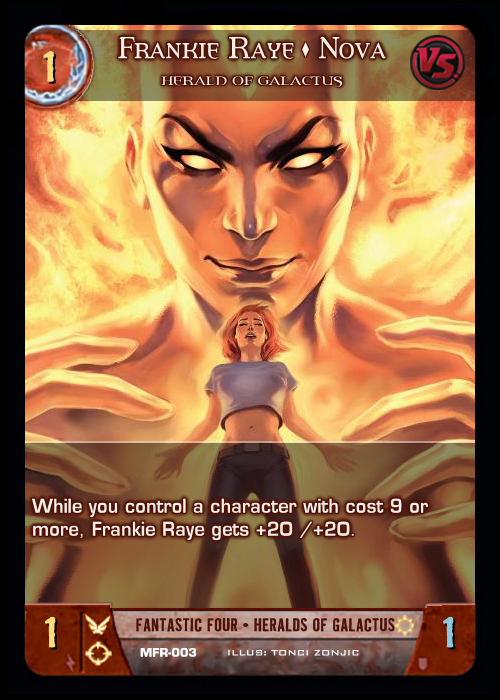 1
FRANKIE RAYE ♦ NOVA
VS
HERALD OF GALACTUS
While you control a character with cost 9 or
more, Frankie Raye gets +20 /+20.
1
FANTASTIC FOUR • HERALDS OF GALACTUS
1
MFR-003 ILLUS: TONCI ZONJIC